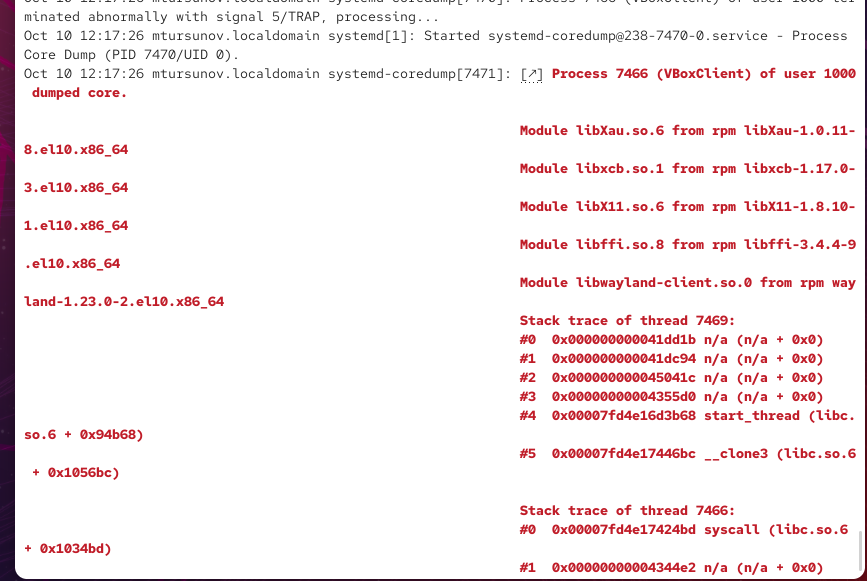 Oct 10 12:17:26 mtursunov.localdomain systemd-coredump[7470]: Process 7466 (VBoxClient) of user 1000 ter
minated abnormally with signal 5/TRAP, processing...
Oct 10 12:17:26 mtursunov.localdomain systemd[1]: Started systemd-coredump@238-7470-0.service - Process
Core Dump (PID 7470/UID 0).
Oct 10 12:17:26 mtursunov.localdomain systemd-coredump[7471]: [↗] Process 7466 (VBoxClient) of user 1000
dumped core.
Module libXau.so.6 from rpm libXau-1.0.11-
8.el10.x86_64
Module libxcb.so.1 from rpm libxcb-1.17.0-
3.el10.x86_64
Module libX11.so.6 from rpm libX11-1.8.10-
1.el10.x86_64
Module libffi.so.8 from rpm libffi-3.4.4-9
.el10.x86_64
Module libwayland-client.so.0 from rpm way
land-1.23.0-2.el10.x86_64
Stack trace of thread 7469:
#0 0x000000000041dd1b n/a (n/a + 0x0)
#1 0x000000000041dc94 n/a (n/a + 0x0)
#2 0x000000000045041c n/a (n/a + 0x0)
#3 0x00000000004355d0 n/a (n/a + 0x0)
#4 0x00007fd4e16d3b68 start_thread (libc.
so.6 + 0x94b68)
#5 0x00007fd4e17446bc __clone3 (libc.so.6
+ 0x1056bc)
Stack trace of thread 7466:
#0 0x00007fd4e17424bd syscall (libc.so.6
+ 0x1034bd)
#1 0x00000000004344e2 n/a (n/a + 0x0)